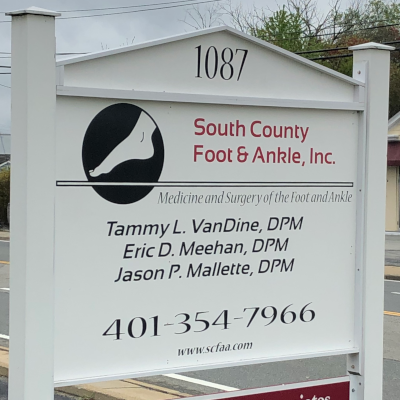 1087
South County
Foot & Ankle, Inc.
Medicine and Surgery of the Foot and Ankle
Tammy L. VanDine, DPM
Eric D. Meehan, DPM
Jason P. Mallette, DPM
401-354-7966
www.scfaa.com